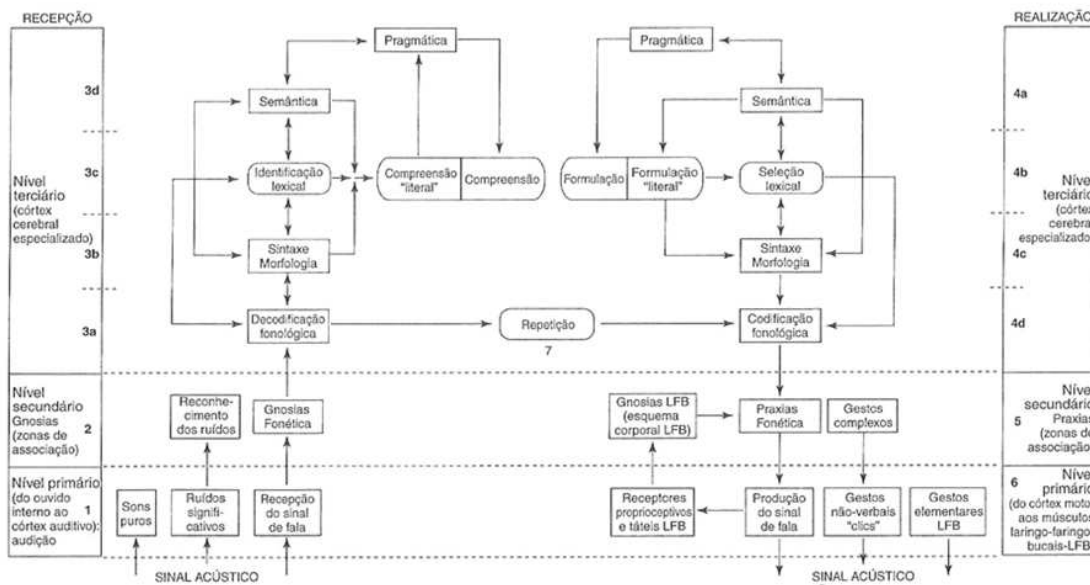 RECEPÇÃO
REALIZAÇÃO
Pragmática
Pragmática
3d
4a
Semântica
Semântica
Nível
terciário
(córtex
cerebral
especializado)
3c
Identificação
lexical
Compreensão
"literal"
Compreensão
Formulação
Formulação
"literal"
Seleção
lexical
4b
Nível
terciário
(córtex
cerebral
especializado)
3b
Síntaxe
Morfologia
Síntaxe
Morfologia
4c
3a
Decodificação
fonológica
Repetição
7
Codificação
fonológica
4d
Nível
secundário
Gnosias
(zonas de
associação)
2
Reconhe-
cimento
dos ruídos
Gnosias
Fonética
Gnosias LFB
(esquema
corporal LFB)
Praxias
Fonética
Gestos
complexos
5
Nível
secundário
Praxias
(zonas de
associação)
Nível primário
(do ouvido
interno ao
córtex auditivo):
audição
1
Sons
puros
Ruídos
signifi-
cativos
Recepção
do sinal
de fala
Receptores
proprioceptivos
e táteis LFB
Produção
do sinal
de fala
Gestos
não-verbais
"clics"
Gestos
elementares
LFB
6
Nível
primário
(do córtex motor
aos músculos
laringo-faringo-
bucais-LFB)
SINAL ACÚSTICO
SINAL ACÚSTICO